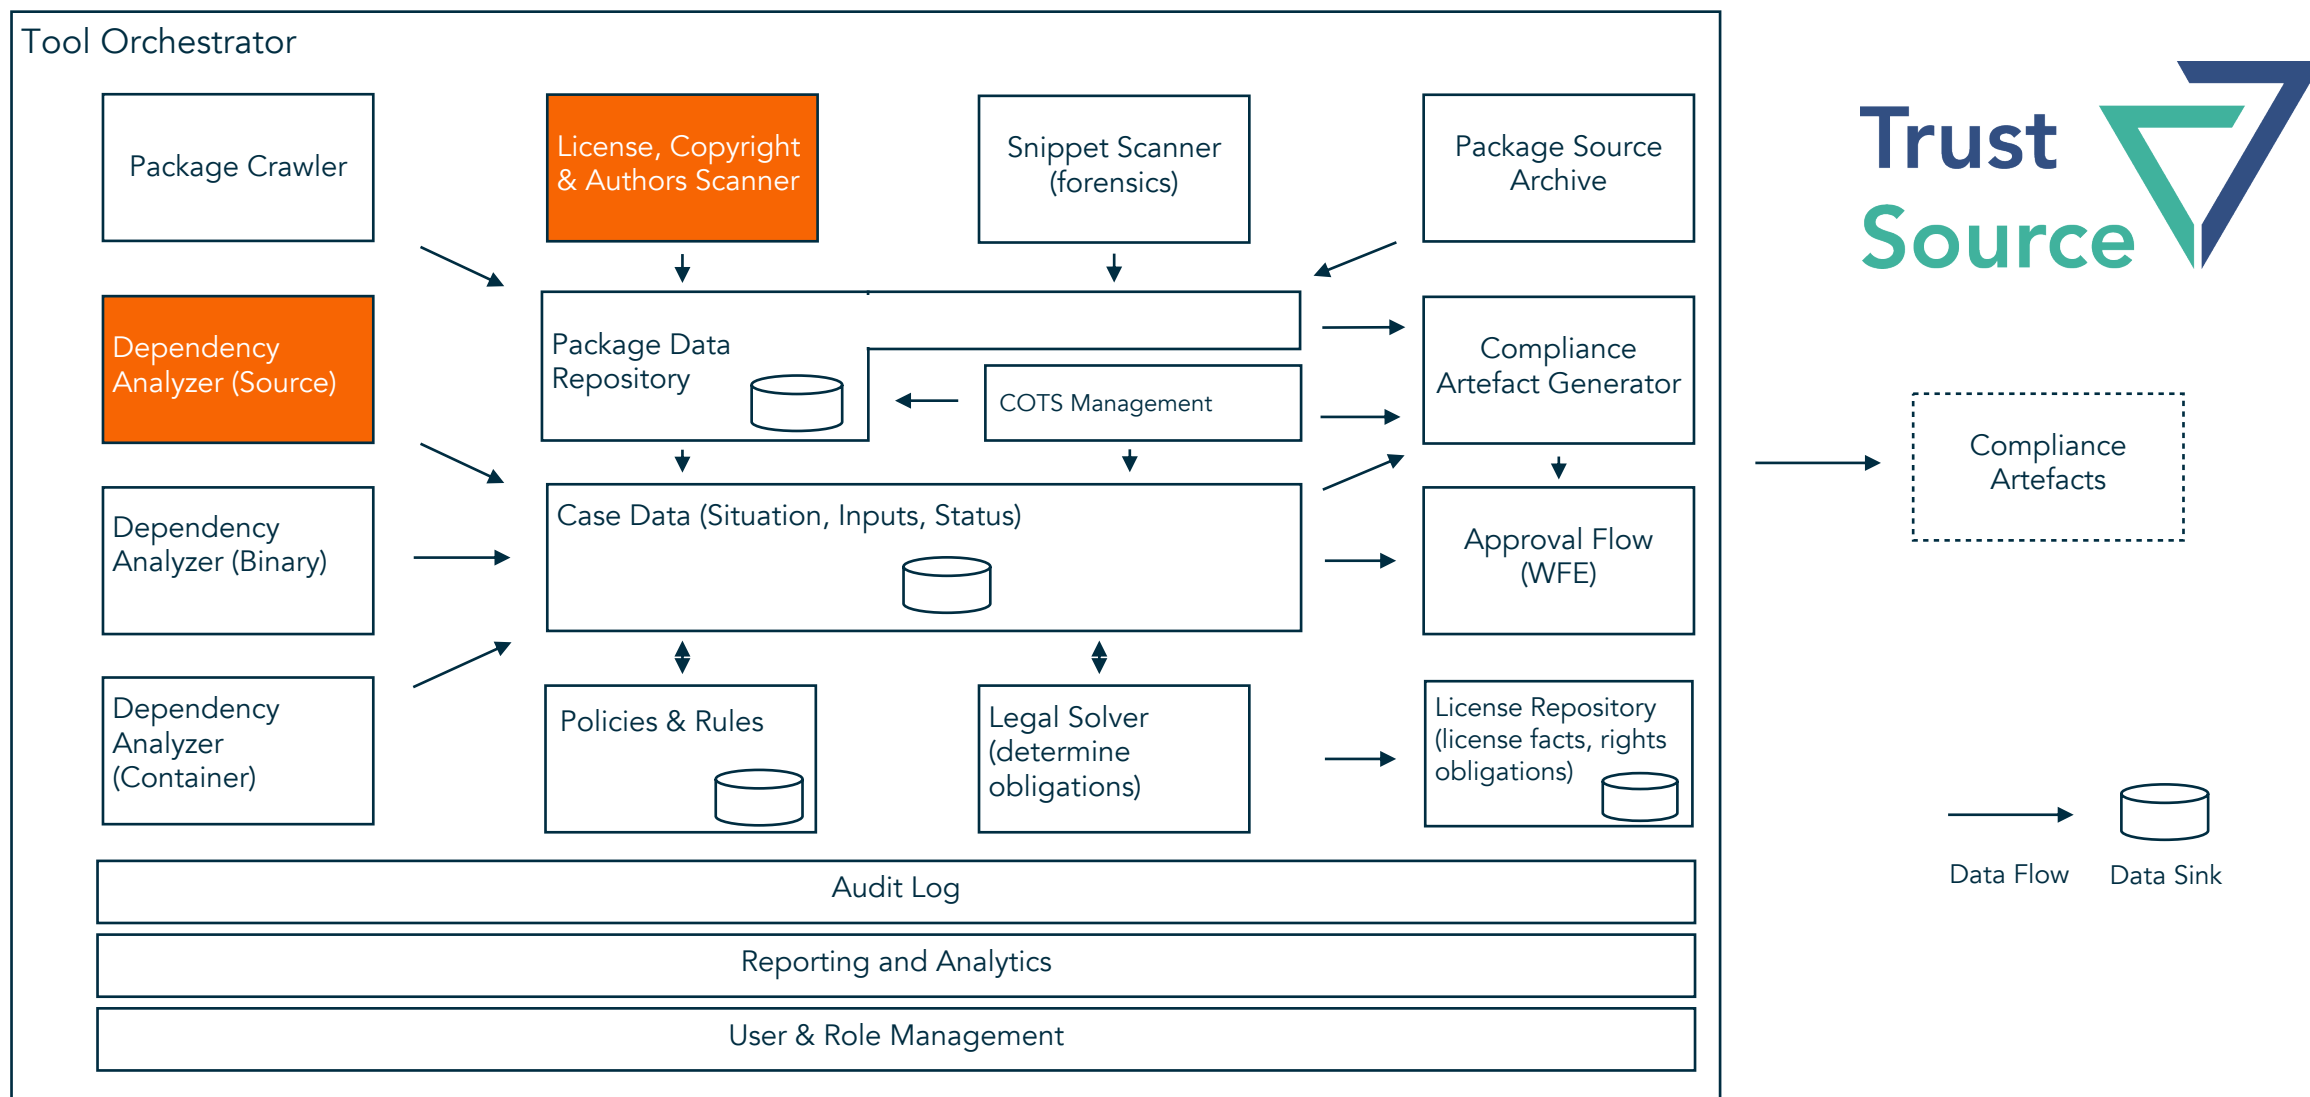 Tool Orchestrator
Package Crawler
License, Copyright
& Authors Scanner
Snippet Scanner
(forensics)
Package Source
Archive
Trust
Source
Dependency
Analyzer (Source)
Package Data
Repository
COTS Management
Compliance
Artefact Generator
Compliance
Artefacts
Dependency
Analyzer (Binary)
Case Data (Situation, Inputs, Status)
Approval Flow
(WFE)
Dependency
Analyzer
(Container)
Policies & Rules
Legal Solver
(determine
obligations)
License Repository
(license facts, rights
obligations)
Data Flow
Data Sink
Audit Log
Reporting and Analytics
User & Role Management